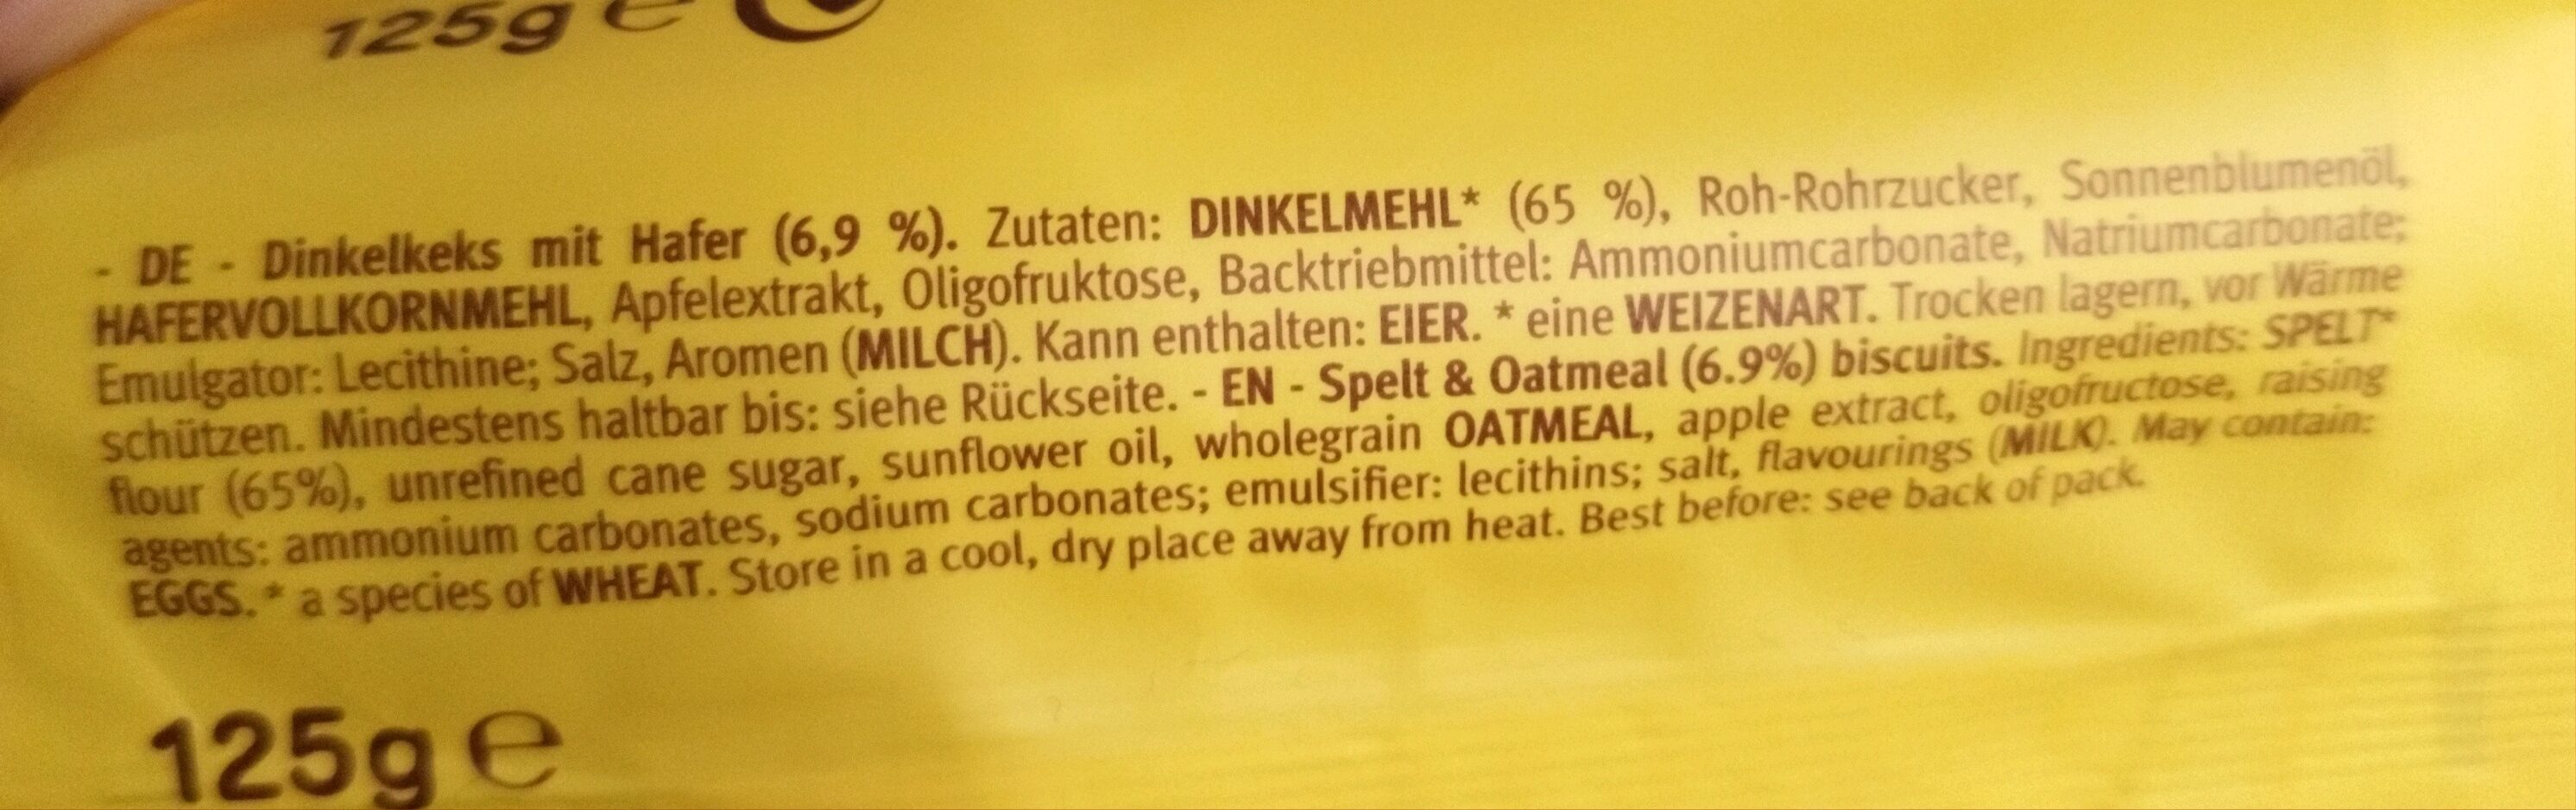 125g e
- DE - Dinkelkeks mit Hafer (6,9 %). Zutaten: DINKELMEHL* (65 %), Roh-Rohrzucker, Sonnenblumenöl,
HAFERVOLLKORNMEHL, Apfelextrakt, Oligofruktose, Backtriebmittel: Ammoniumcarbonate, Natriumcarbonate;
Emulgator: Lecithine; Salz, Aromen (MILCH). Kann enthalten: EIER. * eine WEIZENART. Trocken lagern, vor Wärme
schützen. Mindestens haltbar bis: siehe Rückseite. - EN - Spelt & Oatmeal (6.9%) biscuits. Ingredients: SPELT*
flour (65%), unrefined cane sugar, sunflower oil, wholegrain OATMEAL, apple extract, oligofructose, raising
agents: ammonium carbonates, sodium carbonates; emulsifier: lecithins; salt, flavourings (MILK). May contain:
EGGS. * a species of WHEAT. Store in a cool, dry place away from heat. Best before: see back of pack.
125g e